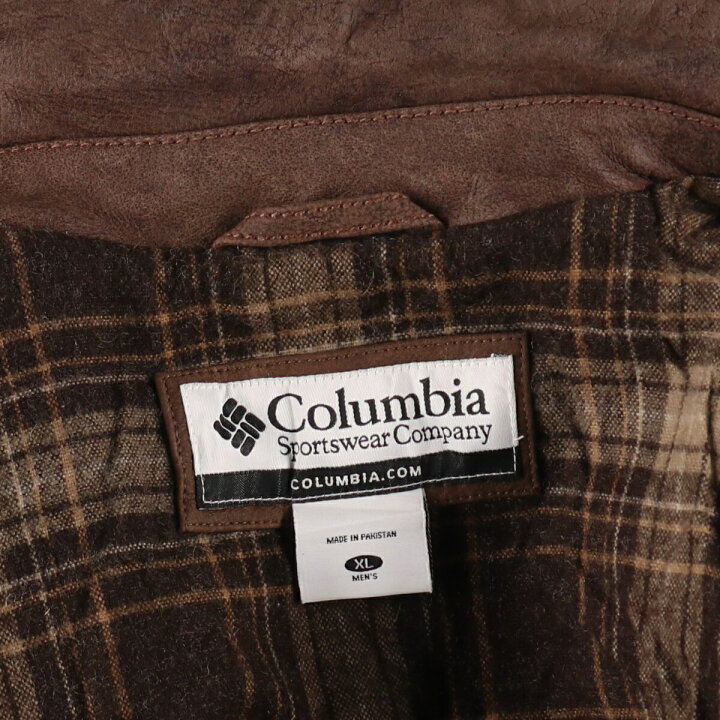 Columbia
Sportswear Company
COLUMBIA.COM
MADE IN PAKISTAN
XL
MEN'S